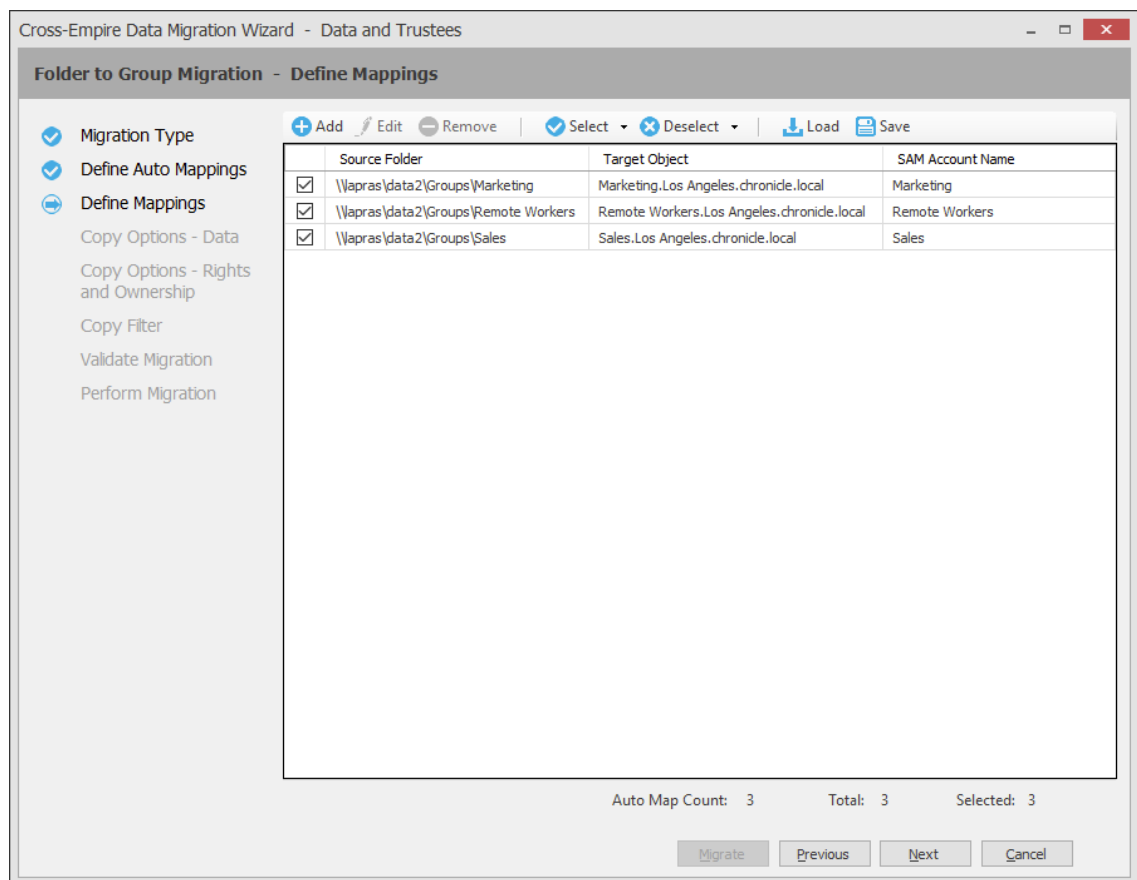 Cross-Empire Data Migration Wizard - Data and Trustees
Folder to Group Migration - Define Mappings
Migration Type
Define Auto Mappings
Define Mappings
Copy Options - Data
Copy Options - Rights
and Ownership
Copy Filter
Validate Migration
Perform Migration
Add Edit Remove Select Deselect Load Save
Source Folder Target Object SAM Account Name
\\lapras\data2\Groups\Marketing Marketing.Los Angeles.chronicle.local Marketing
\\lapras\data2\Groups\Remote Workers Remote Workers.Los Angeles.chronicle.local Remote Workers
\\lapras\data2\Groups\Sales Sales.Los Angeles.chronicle.local Sales
Auto Map Count: 3 Total: 3 Selected: 3
Migrate Previous Next Cancel